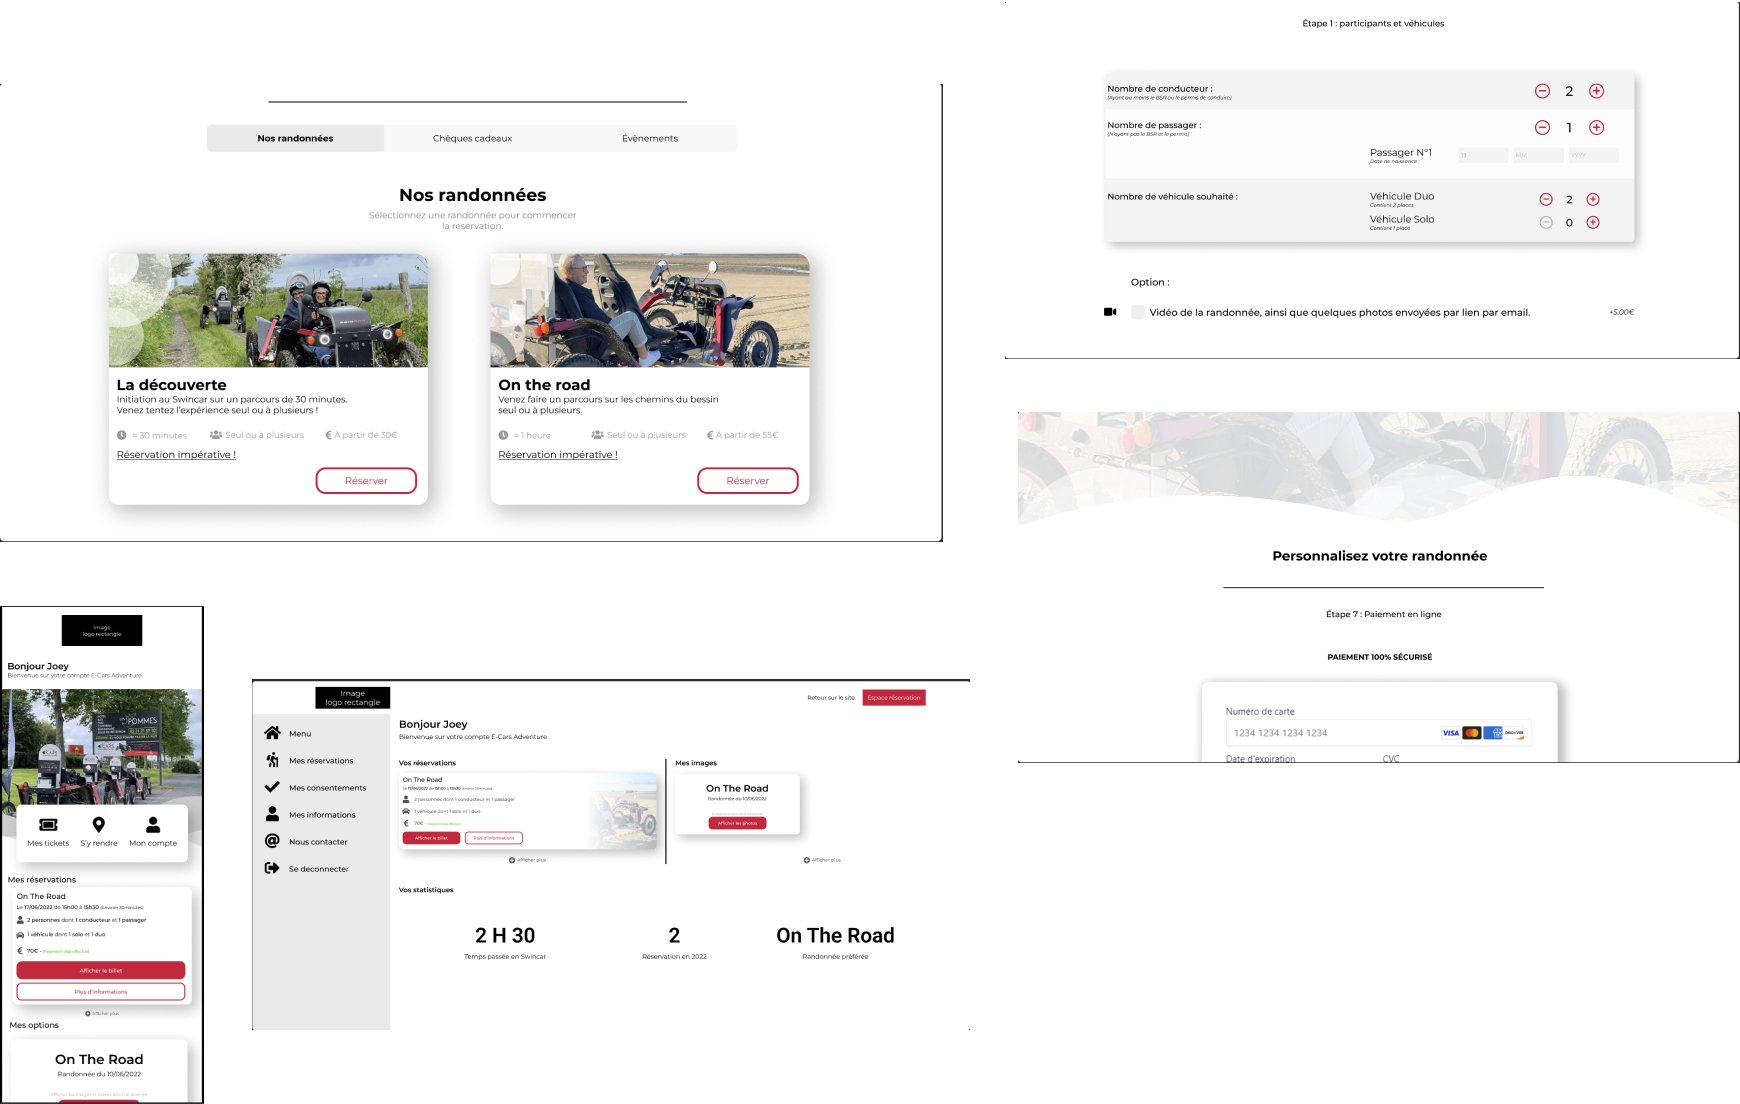 Nos randonnées
Chèques cadeaux
Évènements
Nos randonnées
Sélectionnez une randonnée pour commencer
la reservation.
La découverte
Initiation au Swincar sur un parcours de 30 minutes.
Venez tentez l'expérience seul ou à plusieurs !
≈ 30 minutes
Seul ou à plusieurs
€ À partir de 30€
Réservation impérative !
Réserver
On the road
Venez faire un parcours sur les chemins du bessin
seul ou à plusieurs.
≈ 1 heure
Seul ou à plusieurs
€ À partir de 55€
Réservation impérative !
Réserver
Étape 1 : participants et véhicules
Nombre de conducteur :
(Ayant au moins le BSR ou le permis de conduire)
2
Nombre de passager :
(N'ayant pas le BSR et le permis)
1
Passager N°1
Date de naissance :
MM
YYYY
Nombre de véhicule souhaité :
Véhicule Duo
Contient 2 places
2
Véhicule Solo
Contient 1 place
0
Option :
Vidéo de la randonnée, ainsi que quelques photos envoyées par lien par email.
+5.00€
Personnalisez votre randonnée
Étape 7 : Paiement en ligne
PAIEMENT 100% SÉCURISÉ
Numéro de carte
1234 1234 1234 1234
VISA
DISCOVER
Date d'expiration
CVC
Image
logo rectangle
Bonjour Joey
Bienvenue sur votre compte E-Cars Adventure
POMMES
Mes tickets
S'y rendre
Mon compte
Mes réservations
On The Road
Le 17/06/2022 de 15h00 à 15h30 (Environ 30minutes)
2 personnes dont 1 conducteur et 1 passager
1 véhicule dont 1 solo et 1 duo
€ 70€ - (Paiement déjà effectué)
Afficher le billet
Plus d'informations
Afficher plus
Mes options
On The Road
Randonnée du 10/06/2022
Image
logo rectangle
Retour sur le site
Espace réservation
Menu
Mes réservations
Mes consentements
Mes informations
Nous contacter
Se deconnecter
Bonjour Joey
Bienvenue sur votre compte E-Cars Adventure
Vos réservations
On The Road
Le 17/06/2022 de 15h00 à 15h30 (Environ 30minutes)
2 personnes dont 1 conducteur et 1 passager
1 véhicule dont 1 solo et 1 duo
€ 70€ - (Paiement déjà effectué)
Afficher le billet
Plus d'informations
Afficher plus
Mes images
On The Road
Randonnée du 10/06/2022
Afficher les photos
Afficher plus
Vos statistiques
2 H 30
Temps passée en Swincar
2
Réservation en 2022
On The Road
Randonnée préférée